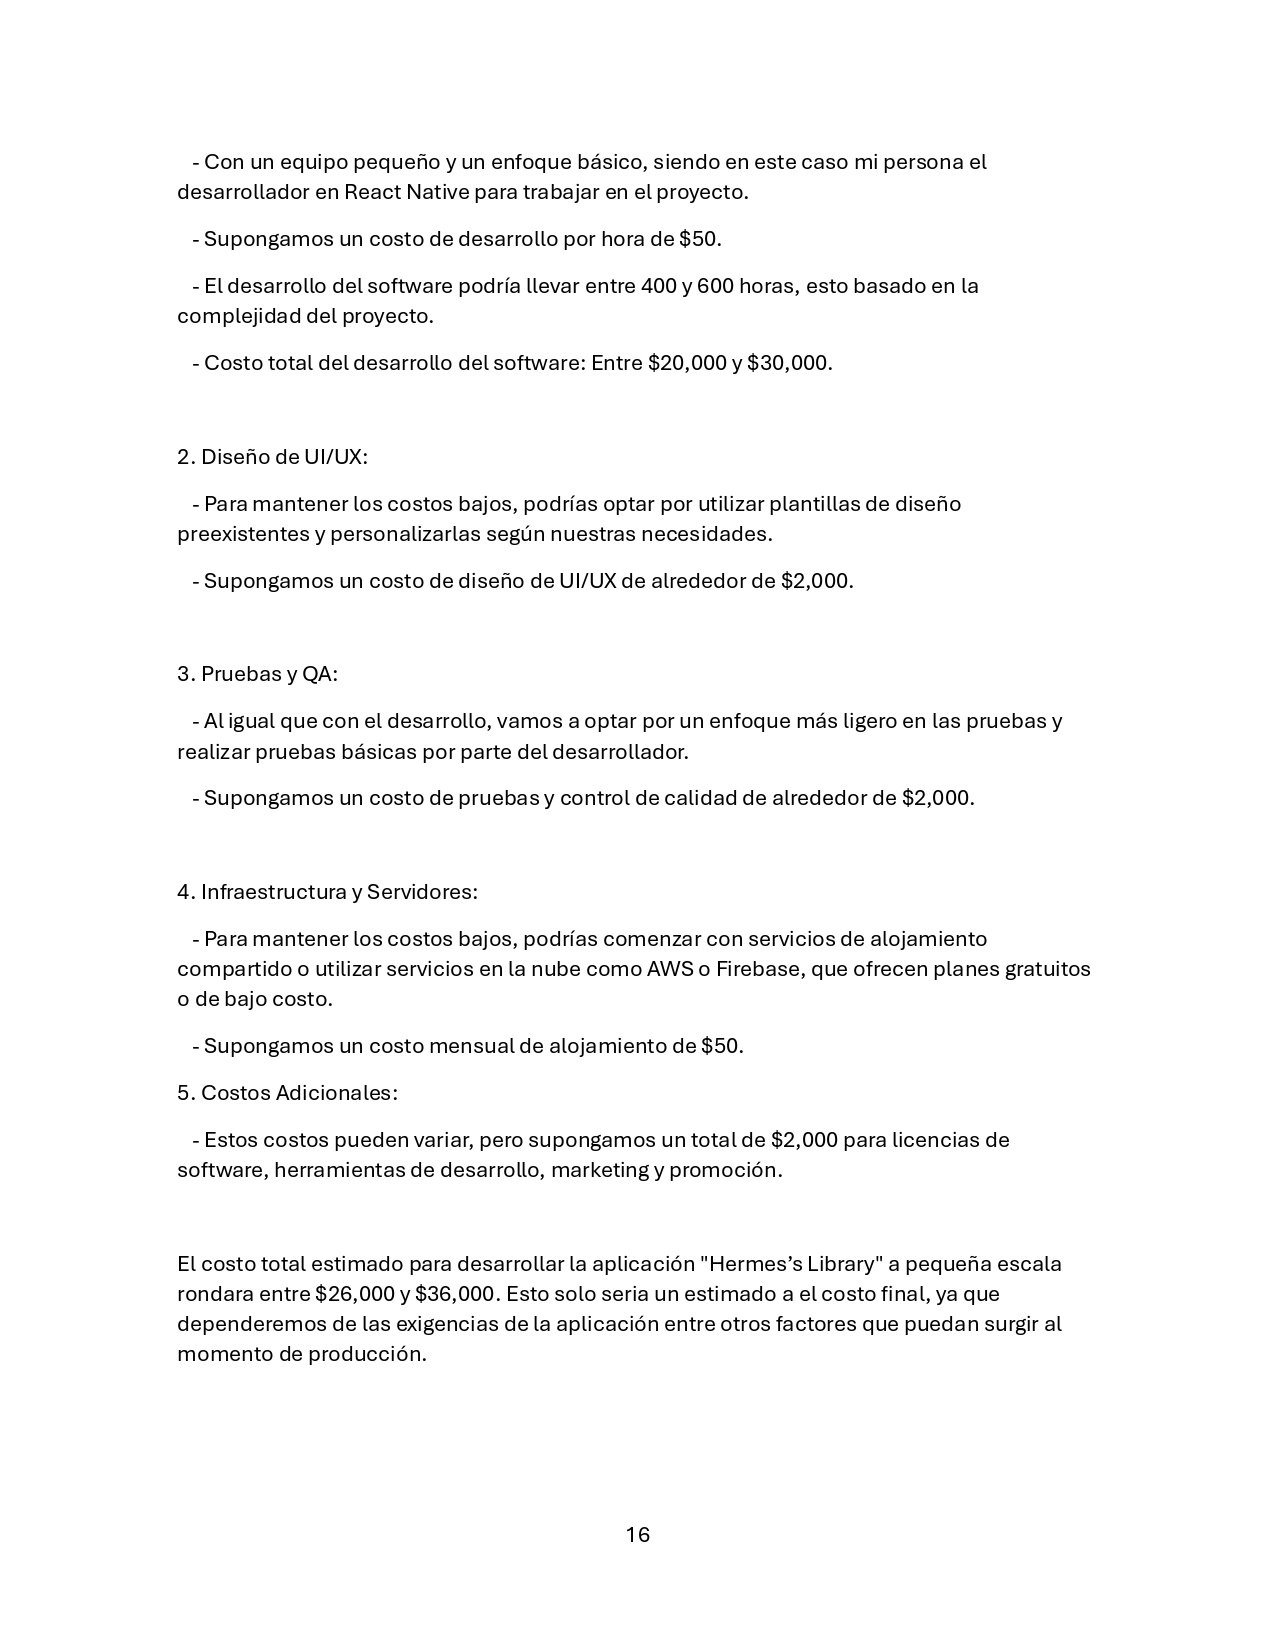 - Con un equipo pequeño y un enfoque básico, siendo en este caso mi persona el
desarrollador en React Native para trabajar en el proyecto.
- Supongamos un costo de desarrollo por hora de $50.
- El desarrollo del software podría llevar entre 400 y 600 horas, esto basado en la
complejidad del proyecto.
- Costo total del desarrollo del software: Entre $20,000 y $30,000.
2. Diseño de UI/UX:
- Para mantener los costos bajos, podrías optar por utilizar plantillas de diseño
preexistentes y personalizarlas según nuestras necesidades.
- Supongamos un costo de diseño de UI/UX de alrededor de $2,000.
3. Pruebas y QA:
- Al igual que con el desarrollo, vamos a optar por un enfoque más ligero en las pruebas y
realizar pruebas básicas por parte del desarrollador.
- Supongamos un costo de pruebas y control de calidad de alrededor de $2,000.
4. Infraestructura y Servidores:
- Para mantener los costos bajos, podrías comenzar con servicios de alojamiento
compartido o utilizar servicios en la nube como AWS o Firebase, que ofrecen planes gratuitos
o de bajo costo.
- Supongamos un costo mensual de alojamiento de $50.
5. Costos Adicionales:
- Estos costos pueden variar, pero supongamos un total de $2,000 para licencias de
software, herramientas de desarrollo, marketing y promoción.
El costo total estimado para desarrollar la aplicación "Hermes’s Library" a pequeña escala
rondara entre $26,000 y $36,000. Esto solo seria un estimado a el costo final, ya que
dependeremos de las exigencias de la aplicación entre otros factores que puedan surgir al
momento de producción.
16